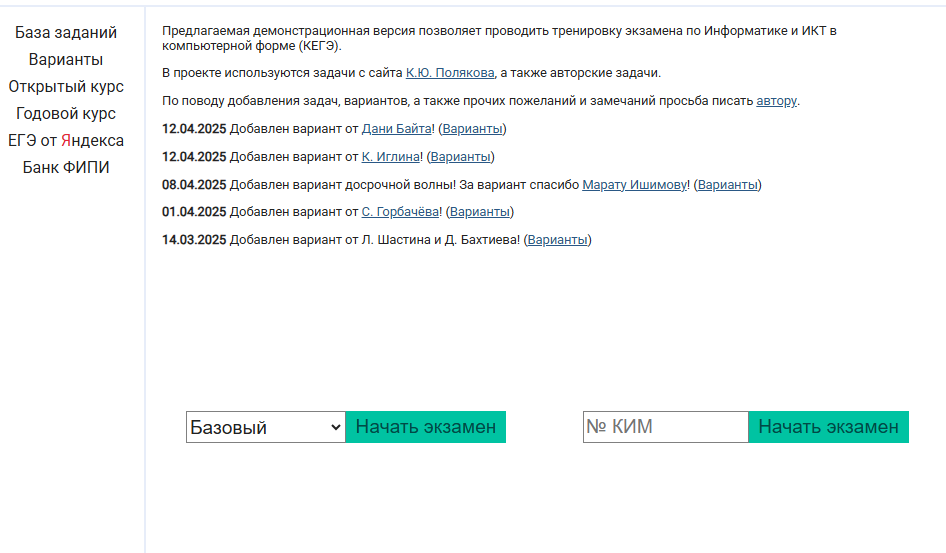 База заданий
Варианты
Открытый курс
Годовой курс
ЕГЭ от Яндекса
Банк ФИПИ
Предлагаемая демонстрационная версия позволяет проводить тренировку экзамена по Информатике и ИКТ в
компьютерной форме (КЕГЭ).
В проекте используются задачи с сайта К.Ю. Полякова, а также авторские задачи.
По поводу добавления задач, вариантов, а также прочих пожеланий и замечаний просьба писать автору.
12.04.2025 Добавлен вариант от Дани Байта! (Варианты)
12.04.2025 Добавлен вариант от К. Иглина! (Варианты)
08.04.2025 Добавлен вариант досрочной волны! За вариант спасибо Марату Ишимову! (Варианты)
01.04.2025 Добавлен вариант от С. Горбачёва! (Варианты)
14.03.2025 Добавлен вариант от Л. Шастина и Д. Бахтиева! (Варианты)
Базовый Начать экзамен № КИМ Начать экзамен